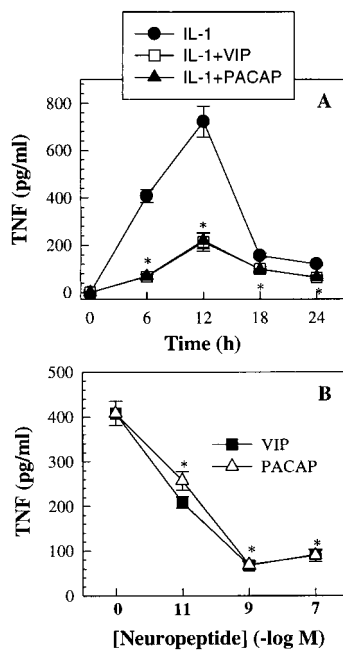 IL-1
IL-1+VIP
IL-1+PACAP
A
800
600
400
200
0
TNF (pg/ml)
*
*
*
*
0 6 12 18 24
Time (h)
B
500
400
300
200
100
0
TNF (pg/ml)
VIP
PACAP
*
*
*
0 11 9 7
[Neuropeptide] (-log M)